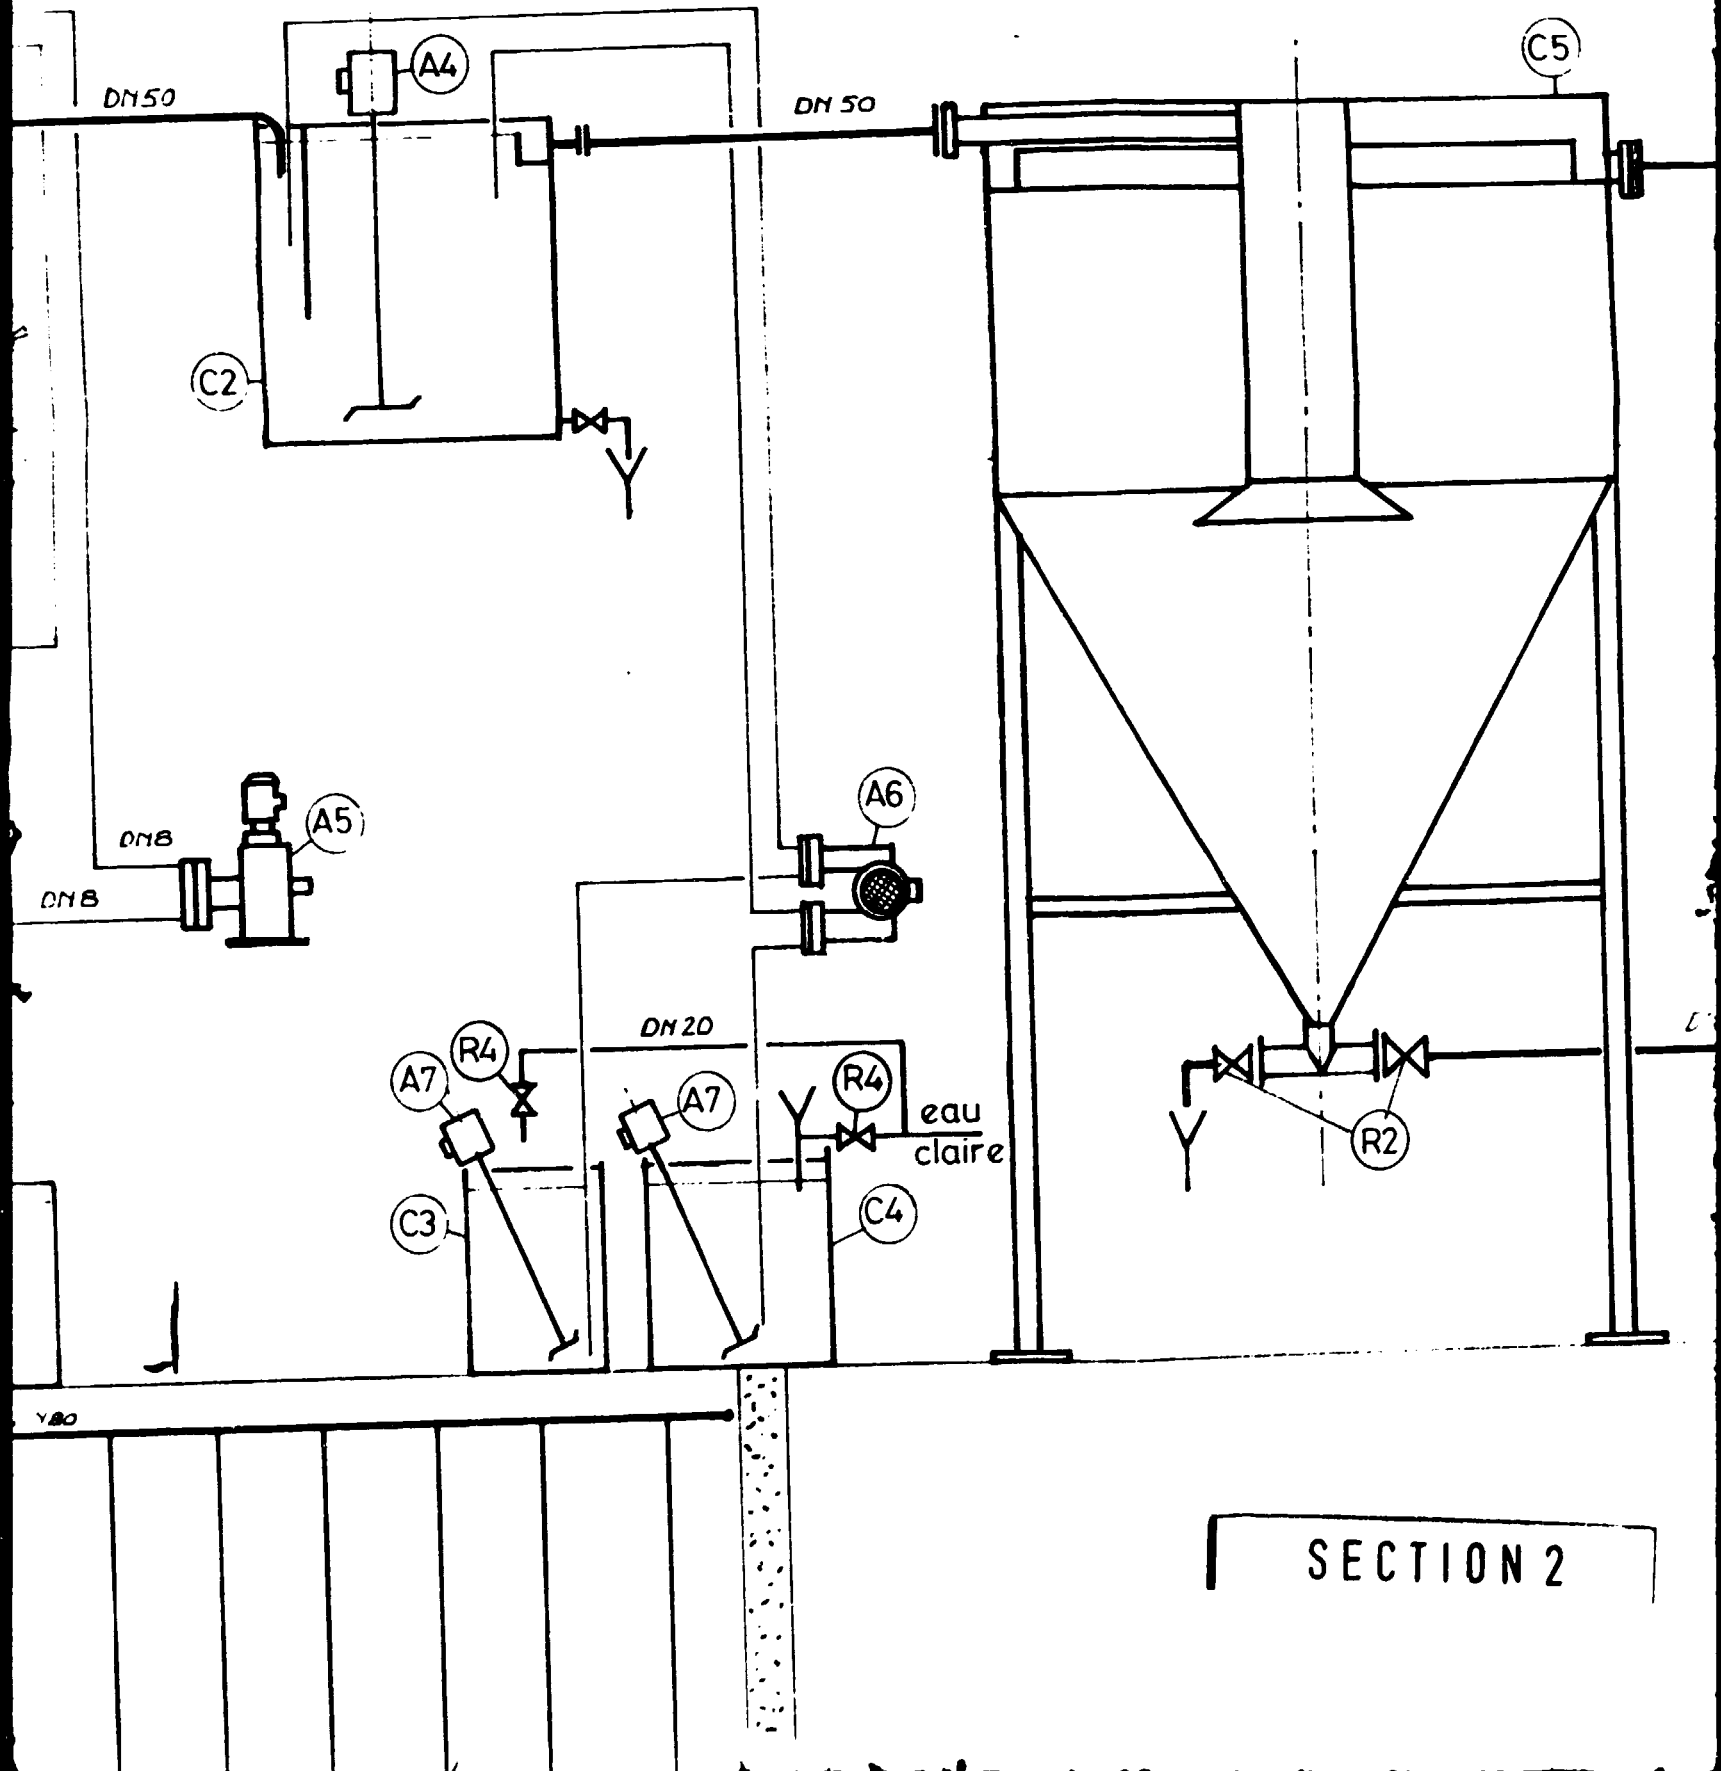 C5
A4
DN50
DN 50
C2
A6
A5
DN8
DN8
DN20
R4
A7
A7
R4
eau
claire
R2
C3
C4
SECTION 2